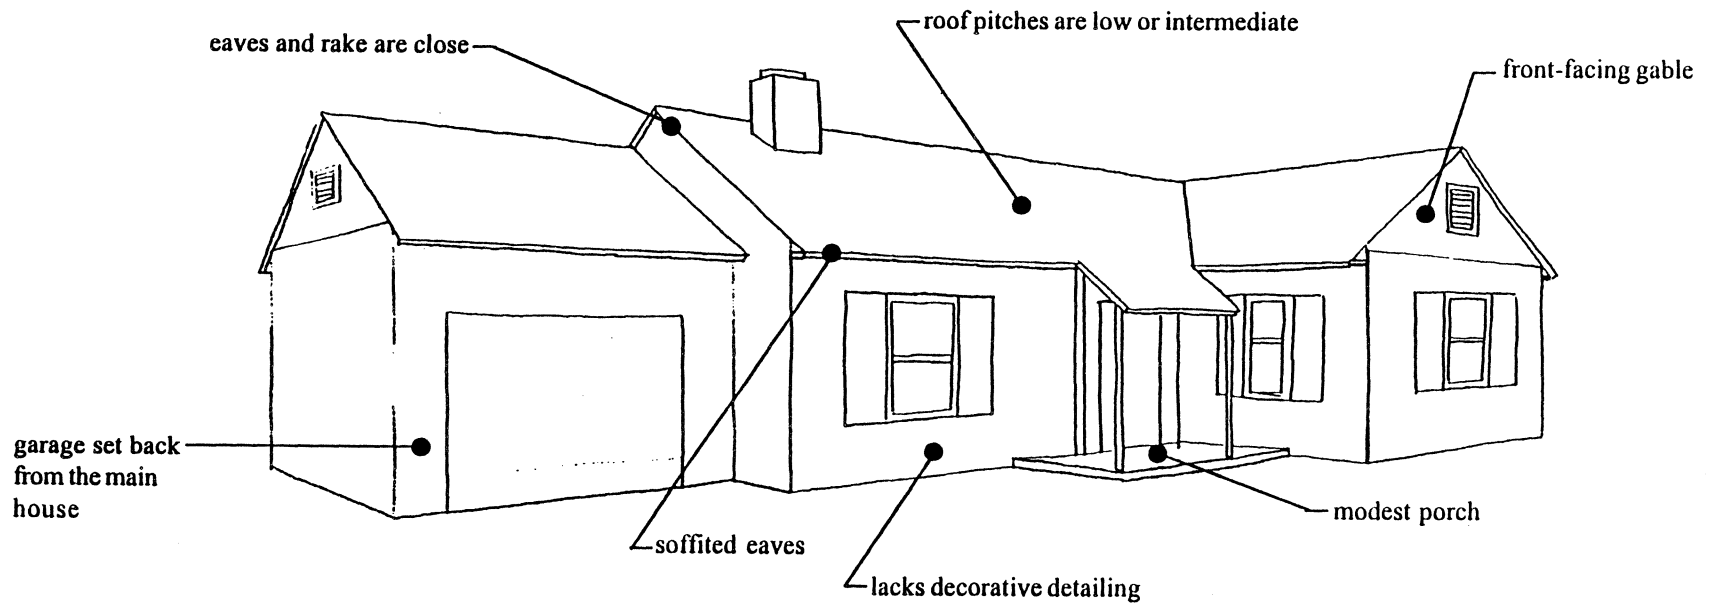 roof pitches are low or intermediate
eaves and rake are close
front-facing gable
garage set back
from the main
house
modest porch
soffited eaves
lacks decorative detailing